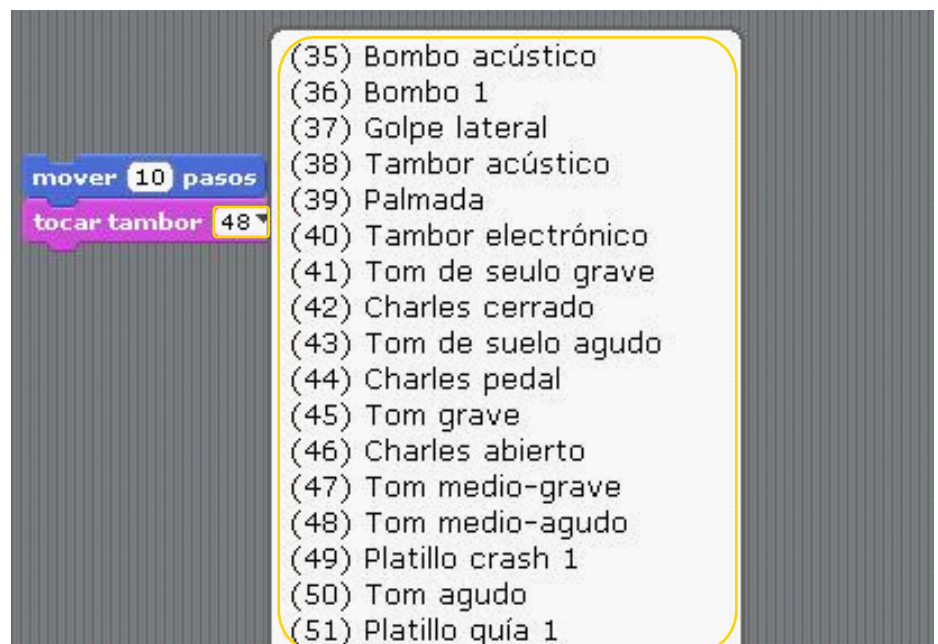 mover 10 pasos
tocar tambor 48
(35) Bombo acústico
(36) Bombo 1
(37) Golpe lateral
(38) Tambor acústico
(39) Palmada
(40) Tambor electrónico
(41) Tom de seulo grave
(42) Charles cerrado
(43) Tom de suelo agudo
(44) Charles pedal
(45) Tom grave
(46) Charles abierto
(47) Tom medio-grave
(48) Tom medio-agudo
(49) Platillo crash 1
(50) Tom agudo
(51) Platillo guía 1